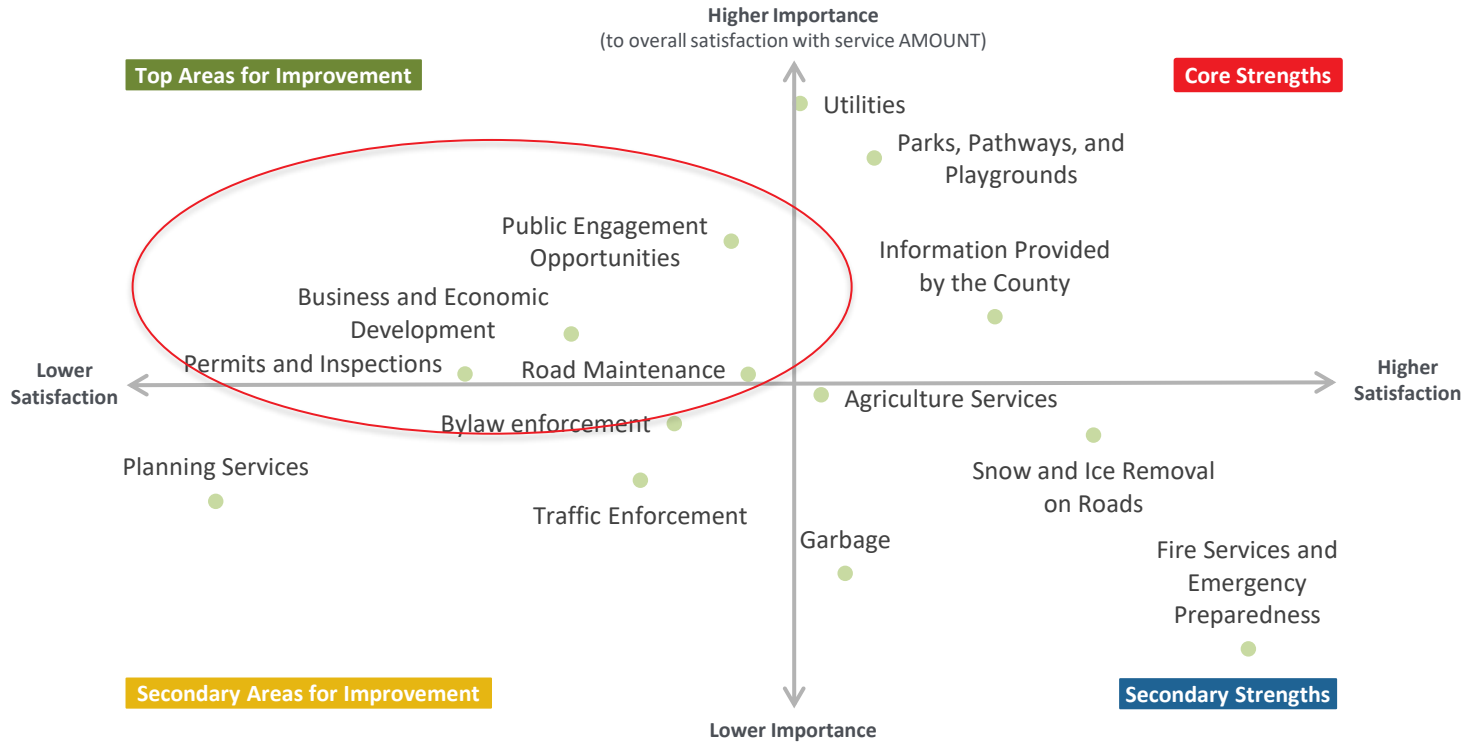 Higher Importance
(to overall satisfaction with service AMOUNT)
Top Areas for Improvement
Core Strengths
Utilities
Parks, Pathways, and
Playgrounds
Public Engagement
Opportunities
Information Provided
by the County
Business and Economic
Development
Permits and Inspections
Road Maintenance
Lower
Satisfaction
Higher
Satisfaction
Agriculture Services
Bylaw enforcement
Planning Services
Snow and Ice Removal
on Roads
Traffic Enforcement
Garbage
Fire Services and
Emergency
Preparedness
Secondary Areas for Improvement
Secondary Strengths
Lower Importance